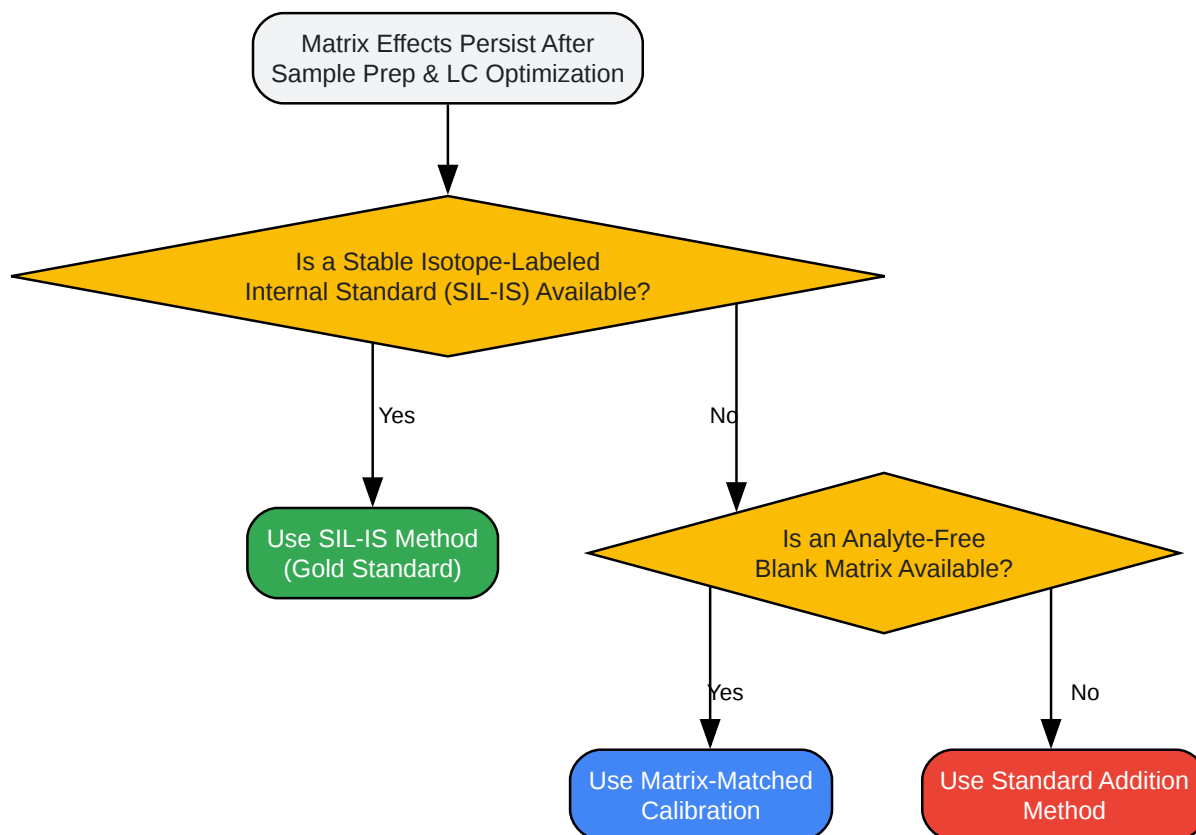 Matrix Effects Persist After
Sample Prep & LC Optimization
Is a Stable Isotope-Labeled
Internal Standard (SIL-IS) Available?
Yes
No
Use SIL-IS Method
(Gold Standard)
Is an Analyte-Free
Blank Matrix Available?
Yes
No
Use Matrix-Matched
Calibration
Use Standard Addition
Method